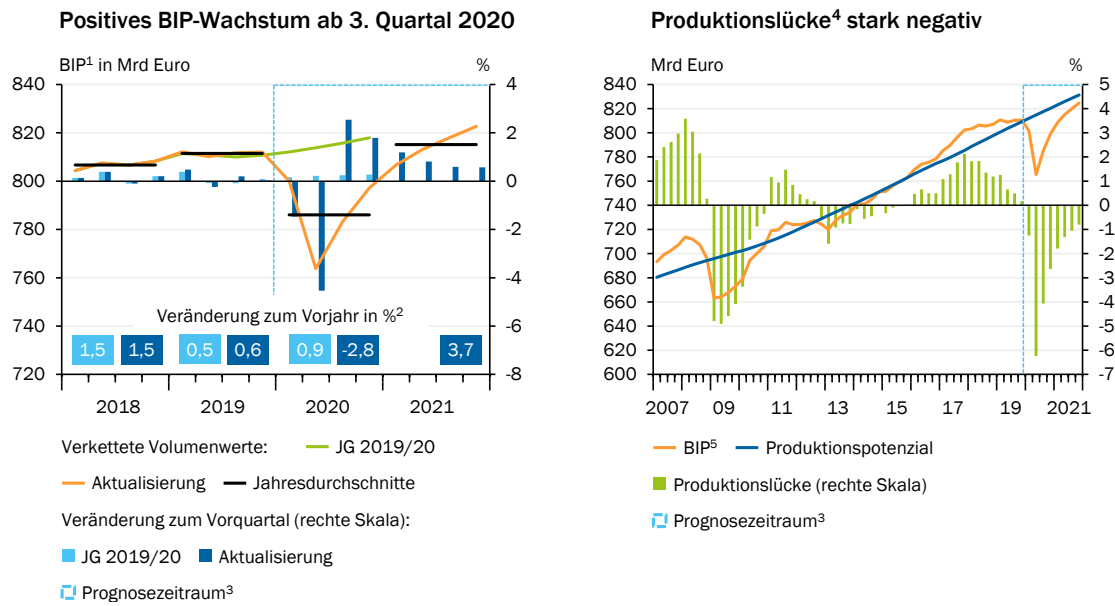 Positives BIP-Wachstum ab 3. Quartal 2020
BIP¹ in Mrd Euro %
840 4
820 2
800 0
780 -2
760 -4
740 -6
720 -8
Veränderung zum Vorjahr in %²
1,5 1,5 0,5 0,6 0,9 -2,8 3,7
2018 2019 2020 2021
Verkettete Volumenwerte: JG 2019/20
Aktualisierung Jahresdurchschnitte
Veränderung zum Vorquartal (rechte Skala):
JG 2019/20 Aktualisierung
Prognosezeitraum³
Produktionslücke⁴ stark negativ
Mrd Euro %
840 5
820 4
800 3
780 2
760 1
740 0
720 -1
700 -2
680 -3
660 -4
640 -5
620 -6
600 -7
2007 09 11 13 15 17 19 2021
BIP⁵ Produktionspotenzial
Produktionslücke (rechte Skala)
Prognosezeitraum³